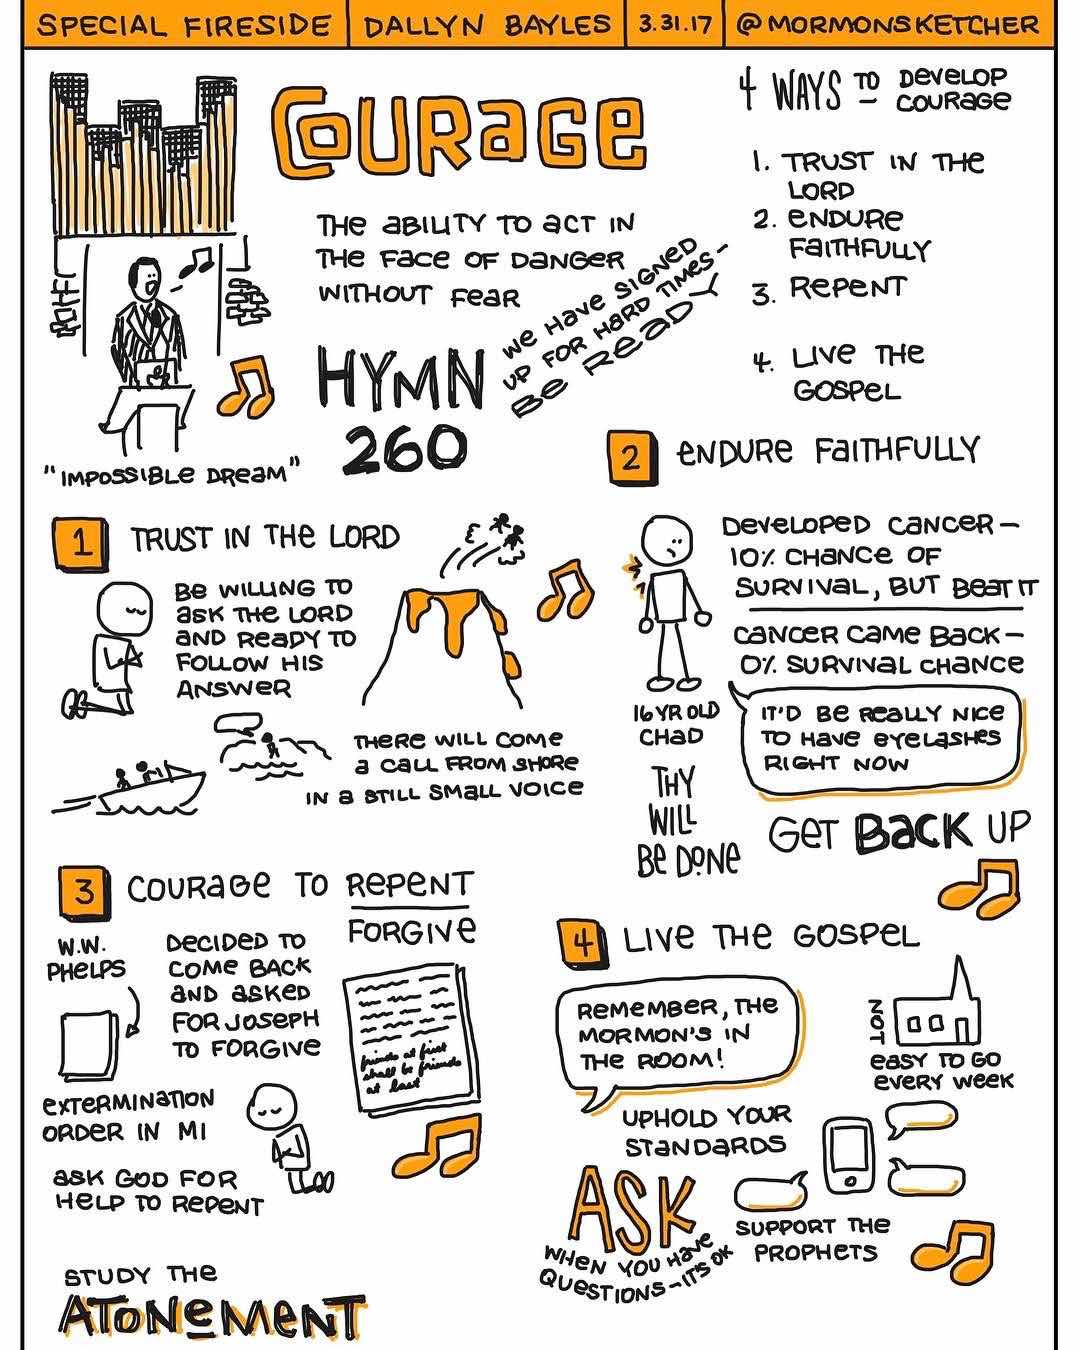 SPECIAL FIRESIDE
DALLYN BAYLES
3.31.17
@MORMONSKETCHER
COURAGE
THE ABILITY TO ACT IN
THE FACE OF DANGER
WITHOUT FEAR
WE HAVE SIGNED
UP FOR HARD TIMES-
BE READY
HYMN
260
"IMPOSSIBLE DREAM"
4 WAYS TO DEVELOP
COURAGE
1. TRUST IN THE
LORD
2. ENDURE
FAITHFULLY
3. REPENT
4. LIVE THE
GOSPEL
1 TRUST IN THE LORD
BE WILLING TO
ASK THE LORD
AND READY TO
FOLLOW HIS
ANSWER
THERE WILL COME
A CALL FROM SHORE
IN A STILL SMALL VOICE
2 ENDURE FAITHFULLY
DEVELOPED CANCER-
10% CHANCE OF
SURVIVAL, BUT BEAT IT
CANCER CAME BACK-
0% SURVIVAL CHANCE
16 YR OLD
CHAD
IT'D BE REALLY NICE
TO HAVE EYELASHES
RIGHT NOW
THY
WILL
BE DONE
GET BACK UP
3 COURAGE TO REPENT
FORGIVE
W.W.
PHELPS
DECIDED TO
COME BACK
AND ASKED
FOR JOSEPH
TO FORGIVE
friends at first
shall be friends
at last
EXTERMINATION
ORDER IN MI
ASK GOD FOR
HELP TO REPENT
STUDY THE
ATONEMENT
4 LIVE THE GOSPEL
REMEMBER, THE
MORMON'S IN
THE ROOM!
NOT
EASY TO GO
EVERY WEEK
UPHOLD YOUR
STANDARDS
ASK
WHEN YOU HAVE
QUESTIONS-IT'S OK
SUPPORT THE
PROPHETS